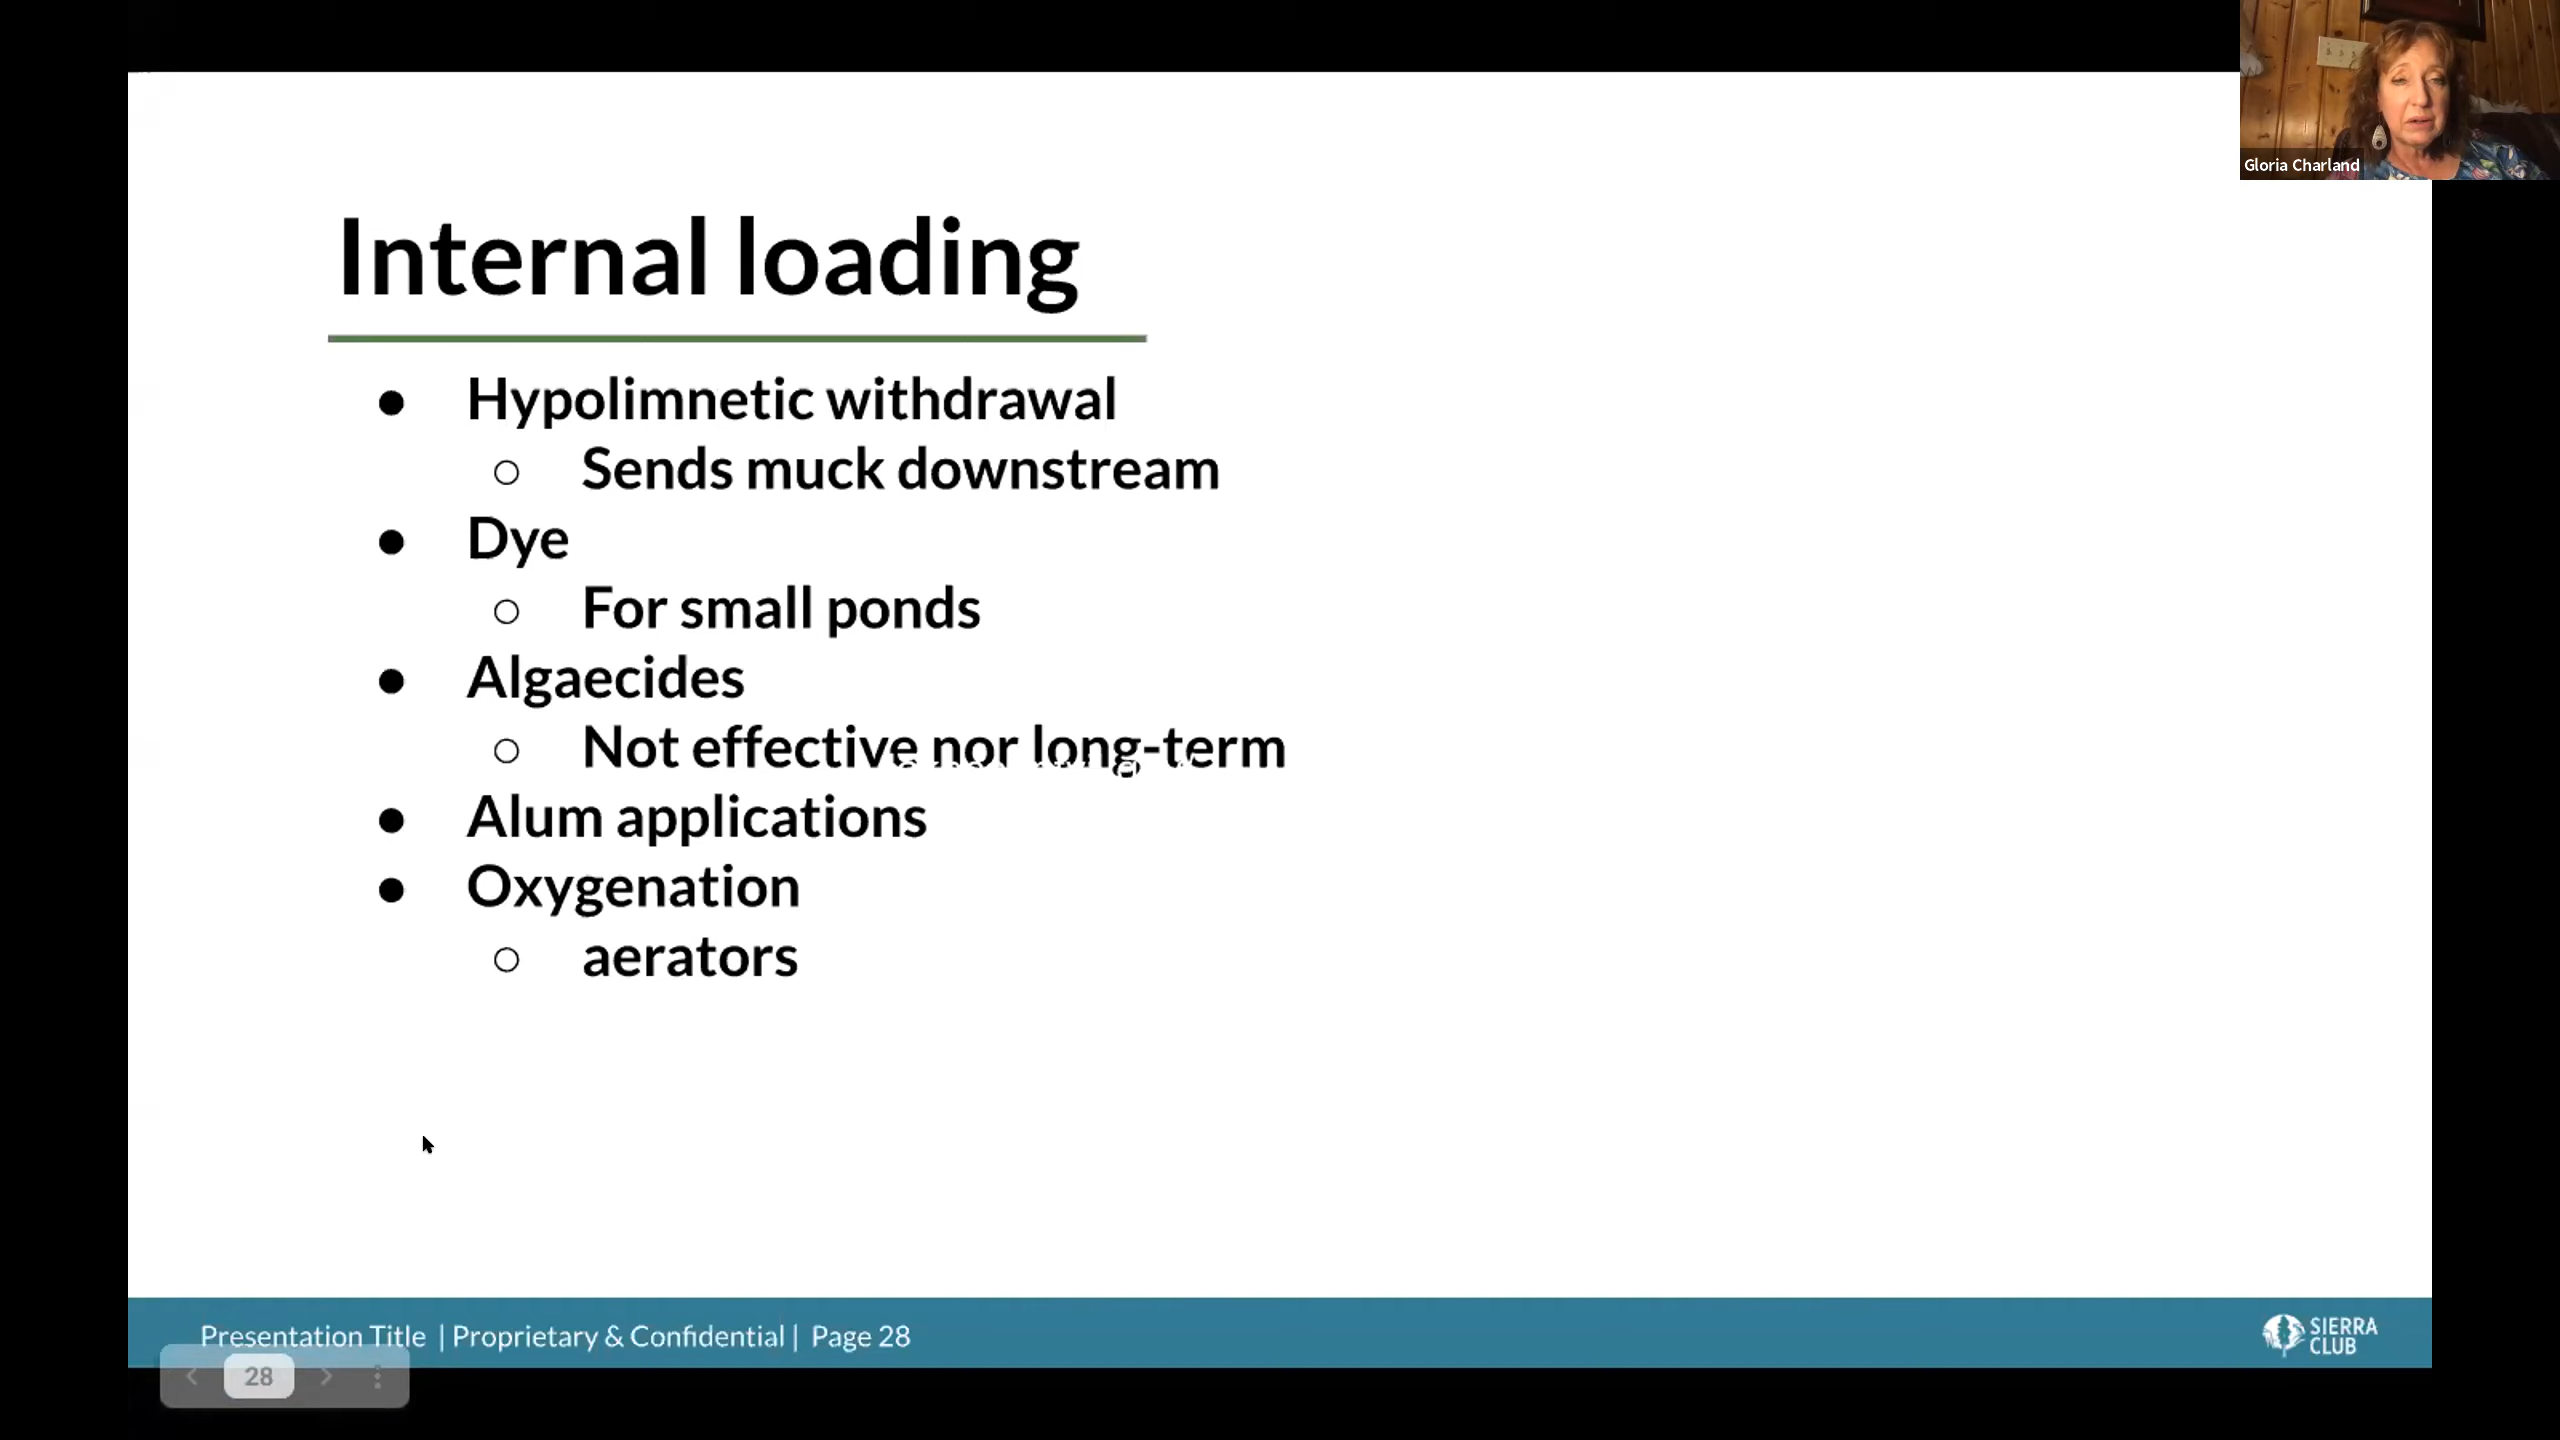 Gloria Charland
Internal loading
● Hypolimnetic withdrawal
○ Sends muck downstream
● Dye
○ For small ponds
● Algaecides
○ Not effective nor long-term
● Alum applications
● Oxygenation
○ aerators
Presentation Title | Proprietary & Confidential | Page 28
SIERRA
CLUB
28